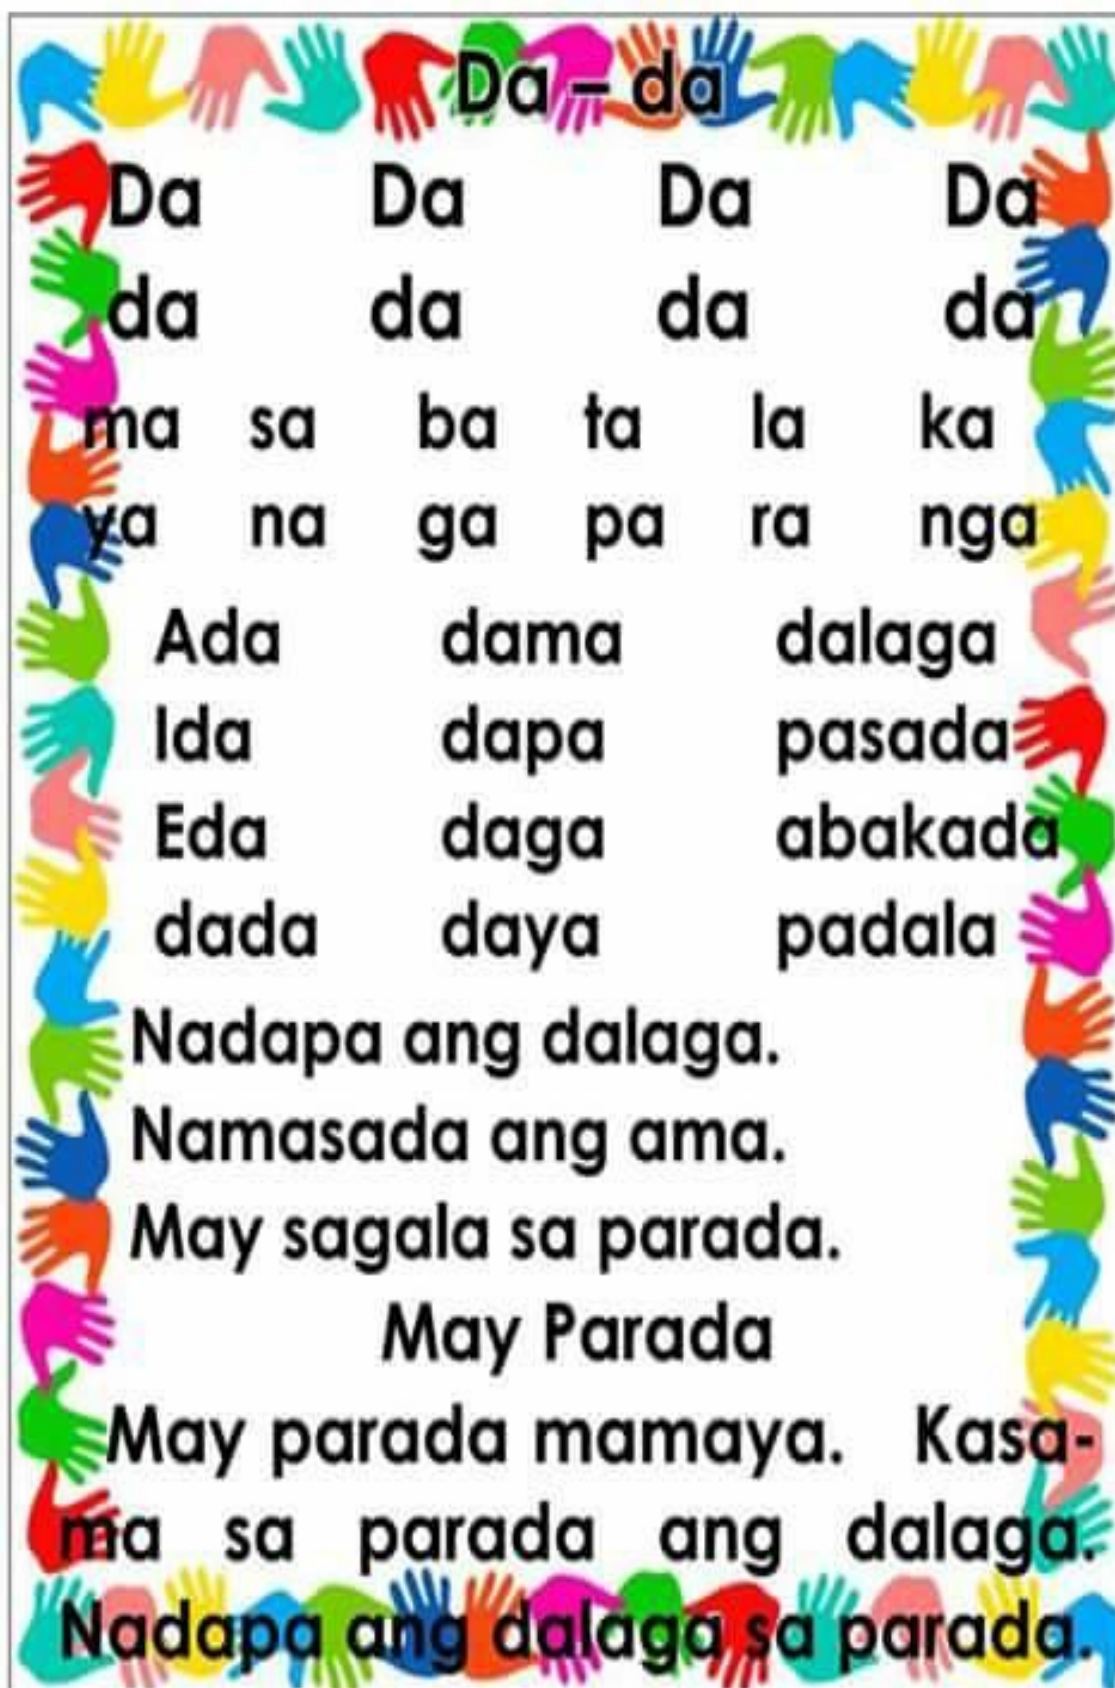 Da – da
Da Da Da Da
da da da da
ma sa ba ta la ka
ya na ga pa ra nga
Ada dama dalaga
Ida dapa pasada
Eda daga abakada
dada daya padala
Nadapa ang dalaga.
Namasada ang ama.
May sagala sa parada.
May Parada
May parada mamaya. Kasa-
ma sa parada ang dalaga.
Nadapa ang dalaga sa parada.